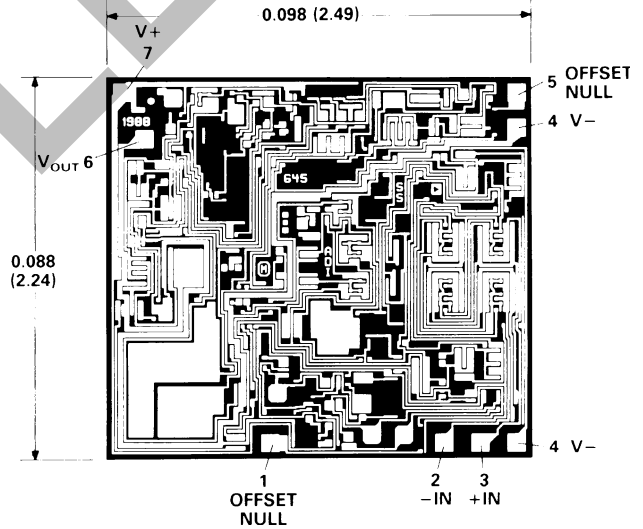 0.098 (2.49)
V+
7
5 OFFSET
NULL
4 V−
1988
VOUT 6
645
SS
ADI
M
0.088
(2.24)
4 V−
1
OFFSET
NULL
2
−IN
3
+IN